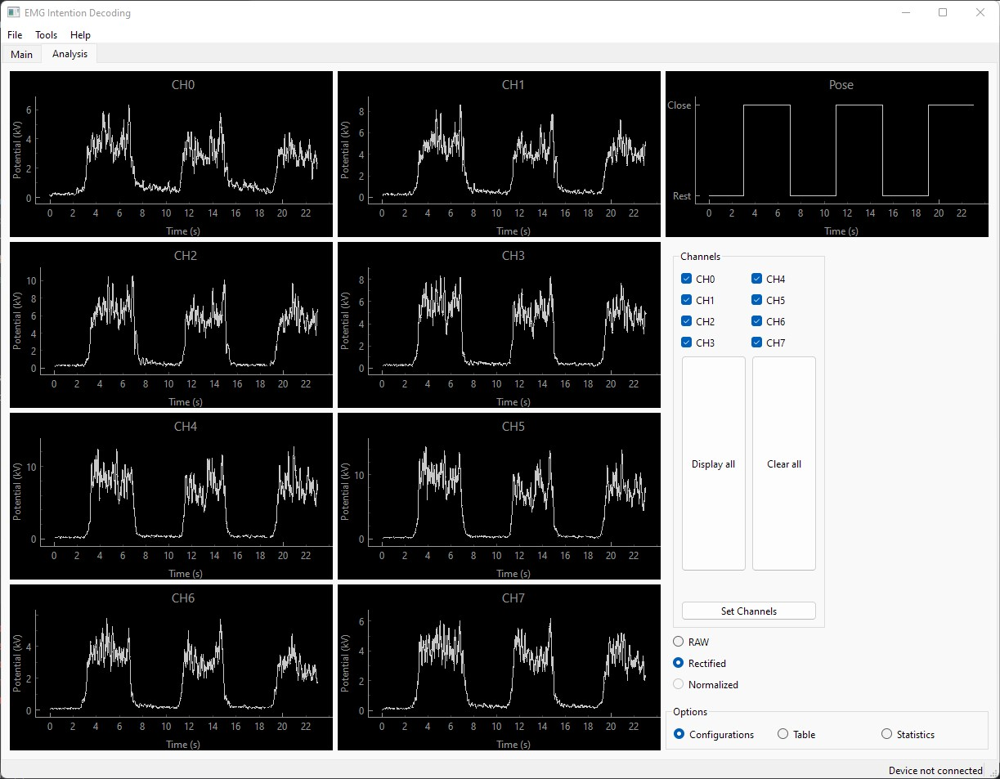 EMG Intention Decoding
File Tools Help
Main Analysis
CH0
Potential (kV)
6
4
2
0
0 2 4 6 8 10 12 14 16 18 20 22
Time (s)
CH1
Potential (kV)
8
6
4
2
0
0 2 4 6 8 10 12 14 16 18 20 22
Time (s)
Pose
Close
Rest
0 2 4 6 8 10 12 14 16 18 20 22
Time (s)
CH2
Potential (kV)
10
8
6
4
2
0
0 2 4 6 8 10 12 14 16 18 20 22
Time (s)
CH3
Potential (kV)
8
6
4
2
0
0 2 4 6 8 10 12 14 16 18 20 22
Time (s)
CH4
Potential (kV)
10
0
0 2 4 6 8 10 12 14 16 18 20 22
Time (s)
CH5
Potential (kV)
10
0
0 2 4 6 8 10 12 14 16 18 20 22
Time (s)
CH6
Potential (kV)
4
2
0
0 2 4 6 8 10 12 14 16 18 20 22
Time (s)
CH7
Potential (kV)
6
4
2
0
0 2 4 6 8 10 12 14 16 18 20 22
Time (s)
Channels
CH0 CH4
CH1 CH5
CH2 CH6
CH3 CH7
Display all Clear all
Set Channels
RAW
Rectified
Normalized
Options
Configurations Table Statistics
Device not connected